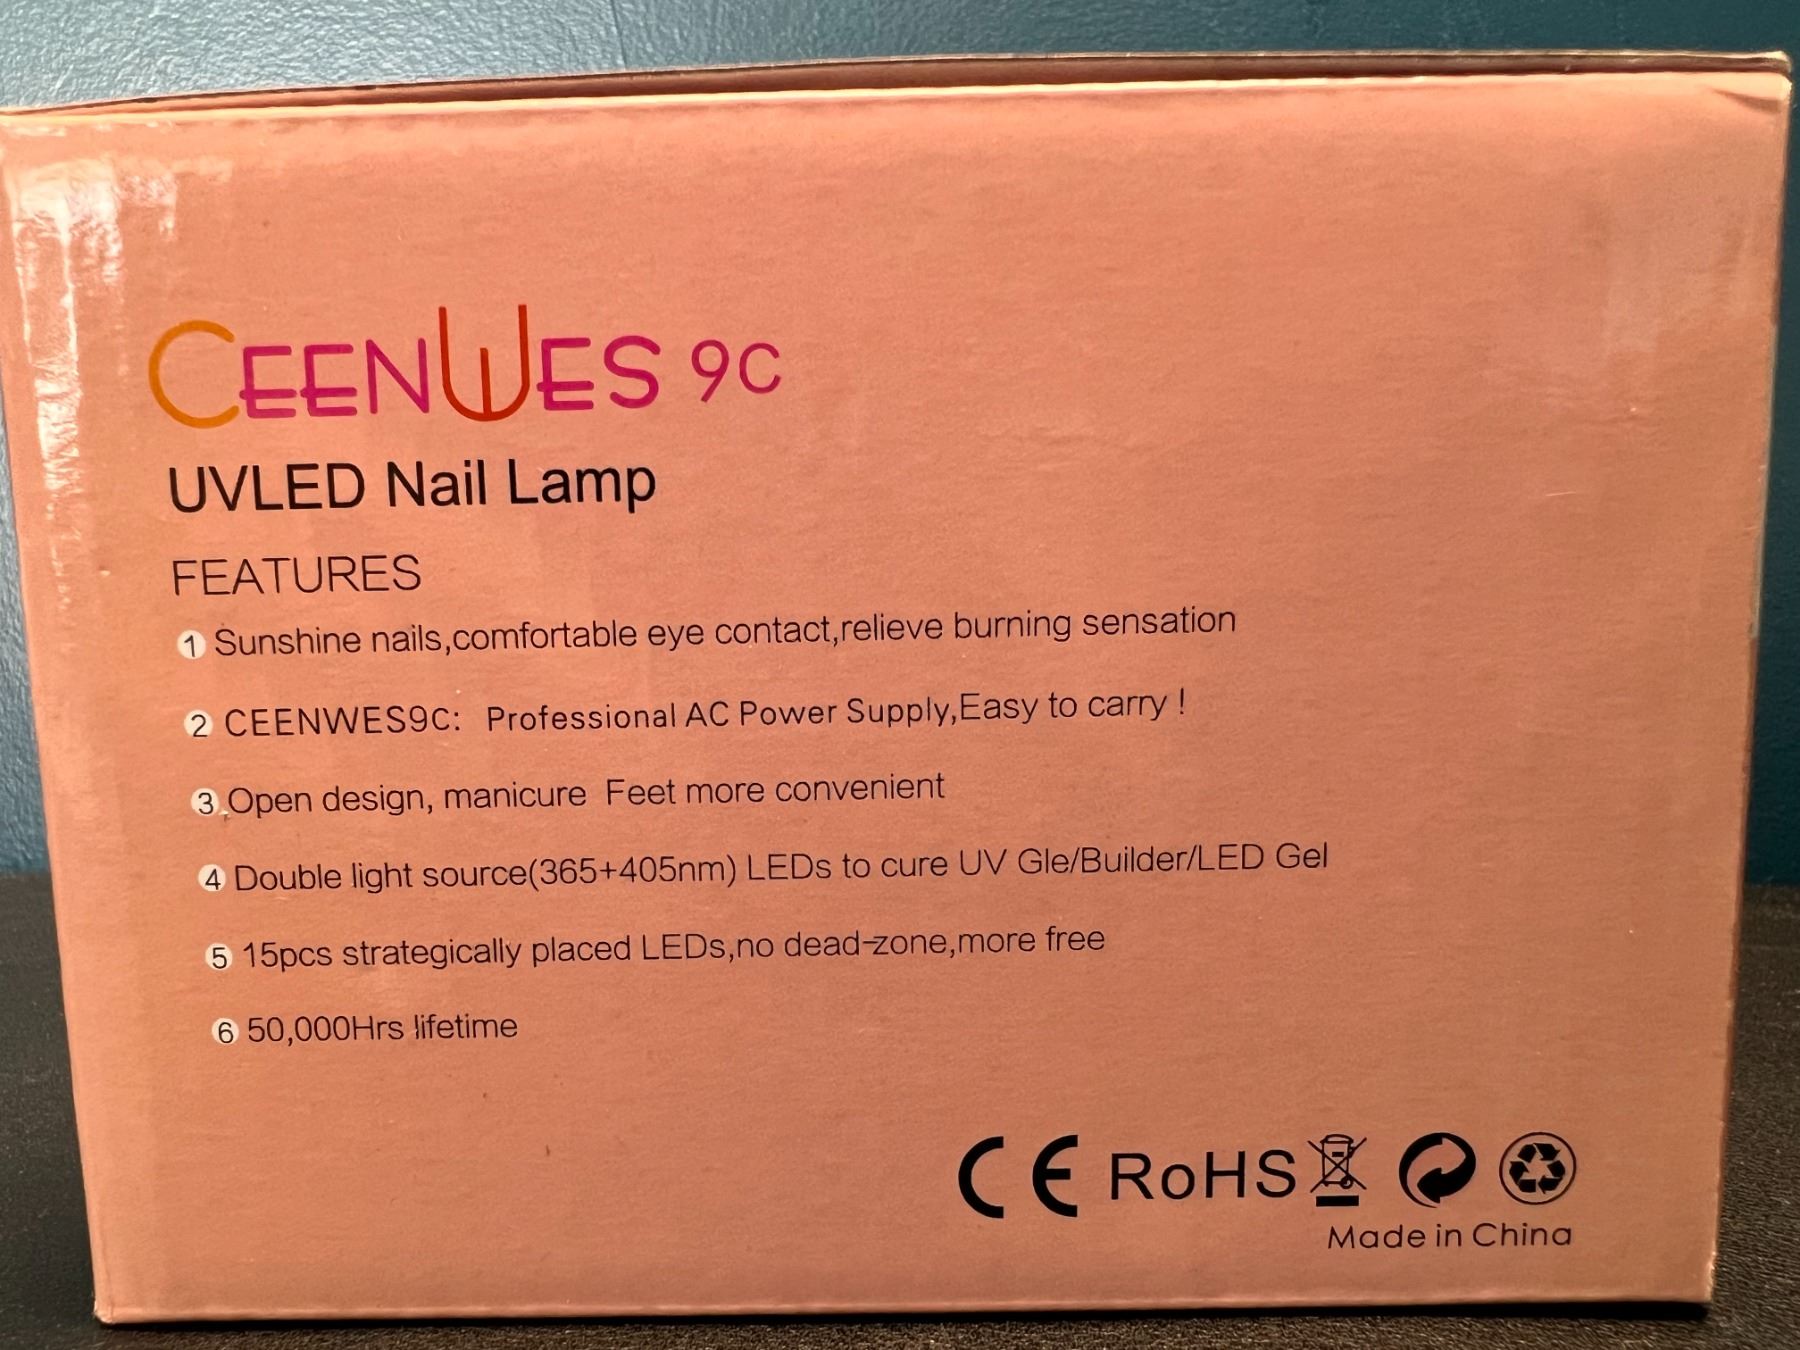 CEENWES 9C
UVLED Nail Lamp
FEATURES
1 Sunshine nails,comfortable eye contact,relieve burning sensation
2 CEENWES9C: Professional AC Power Supply,Easy to carry !
3 Open design, manicure Feet more convenient
4 Double light source(365+405nm) LEDs to cure UV Gle/Builder/LED Gel
5 15pcs strategically placed LEDs,no dead-zone,more free
6 50,000Hrs lifetime
CE RoHS
Made in China